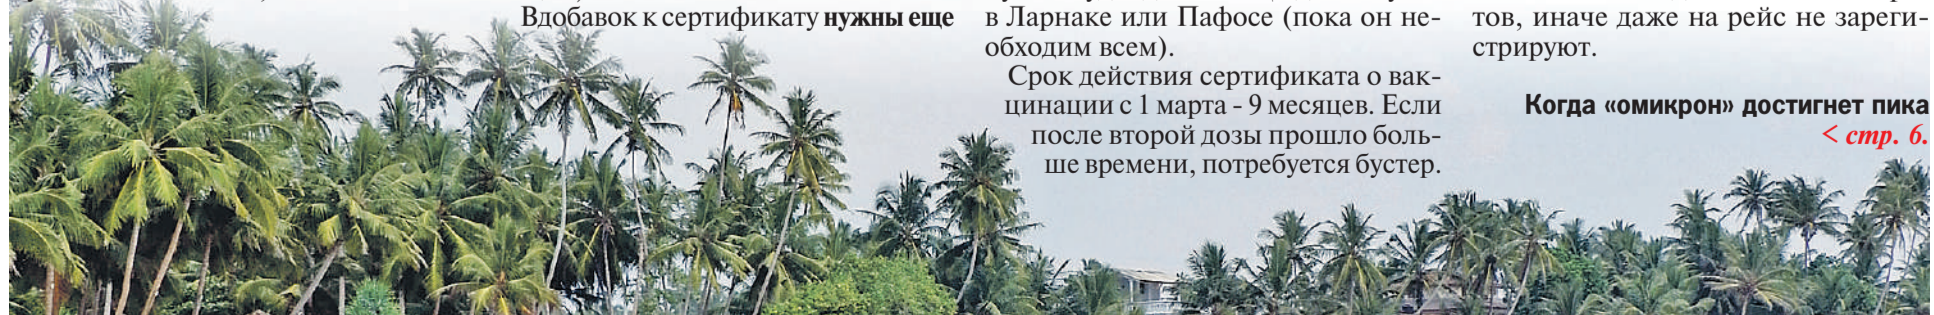 Вдобавок к сертификату нужны еще
в Ларнаке или Пафосе (пока он не-
обходим всем).
Срок действия сертификата о вак-
цинации с 1 марта - 9 месяцев. Если
после второй дозы прошло боль-
ше времени, потребуется бустер.
тов, иначе даже на рейс не зареги-
стрируют.
Когда «омикрон» достигнет пика
< стр. 6.